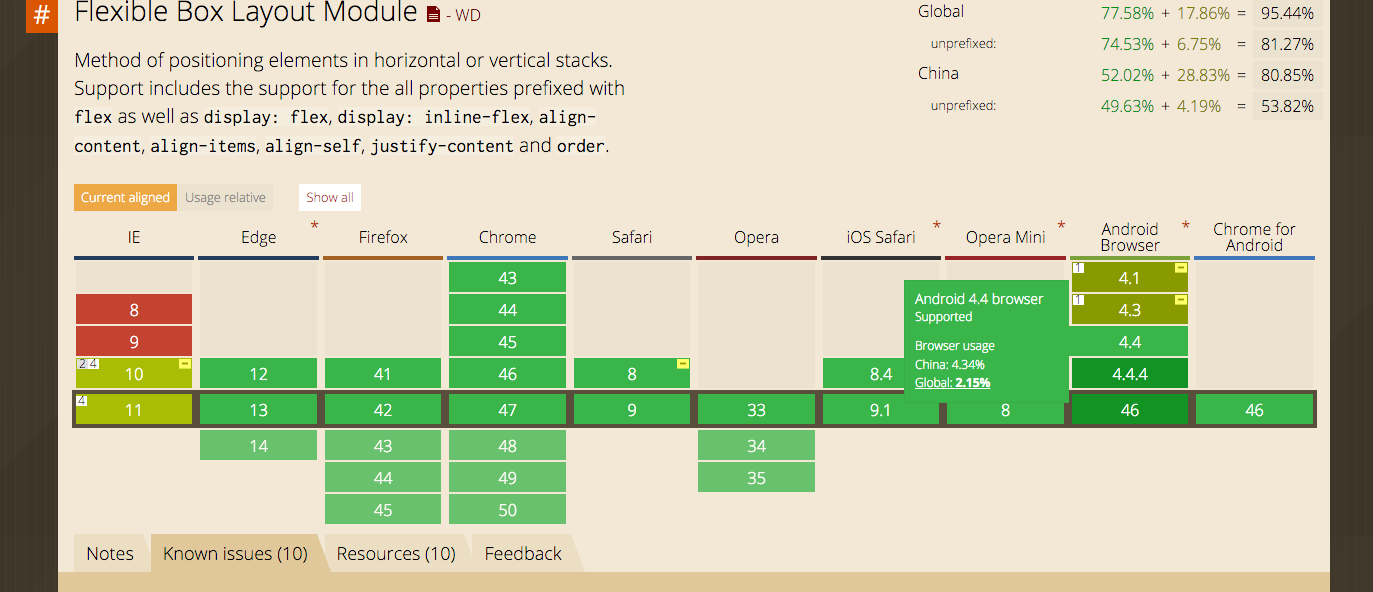 #
Flexible Box Layout Module - WD
Method of positioning elements in horizontal or vertical stacks.
Support includes the support for the all properties prefixed with
flex as well as display: flex, display: inline-flex, align-
content, align-items, align-self, justify-content and order.
Global 77.58% + 17.86% = 95.44%
unprefixed: 74.53% + 6.75% = 81.27%
China 52.02% + 28.83% = 80.85%
unprefixed: 49.63% + 4.19% = 53.82%
Current aligned Usage relative Show all
IE Edge * Firefox Chrome Safari Opera iOS Safari * Opera Mini * Android Browser * Chrome for Android
43 1 4.1 -
8 44 1 4.3 -
9 45 4.4
2 4 10 - 12 41 46 8 - 8.4 4.4.4
4 11 13 42 47 9 33 9.1 8 46 46
14 43 48 34
44 49 35
45 50
Android 4.4 browser
Supported
Browser usage
China: 4.34%
Global: 2.15%
Notes Known issues (10) Resources (10) Feedback